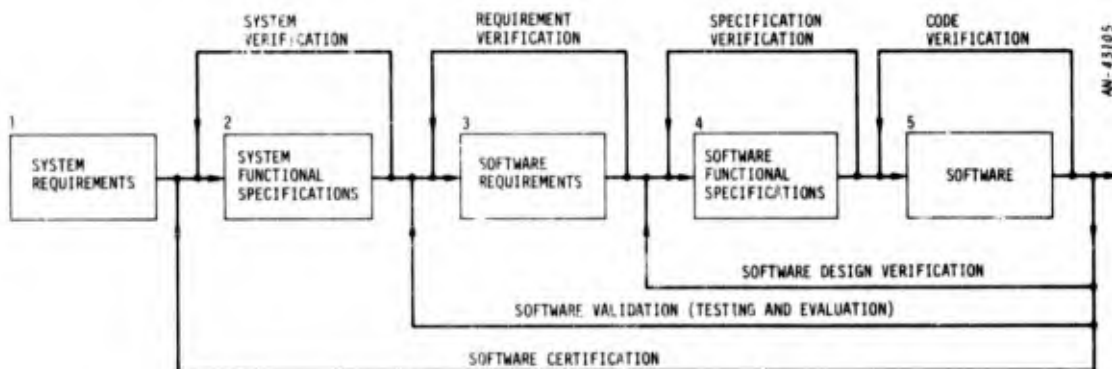 SYSTEM
VERIFICATION
REQUIREMENT
VERIFICATION
SPECIFICATION
VERIFICATION
CODE
VERIFICATION
AN-43305
1
SYSTEM
REQUIREMENTS
2
SYSTEM
FUNCTIONAL
SPECIFICATIONS
3
SOFTWARE
REQUIREMENTS
4
SOFTWARE
FUNCTIONAL
SPECIFICATIONS
5
SOFTWARE
SOFTWARE DESIGN VERIFICATION
SOFTWARE VALIDATION (TESTING AND EVALUATION)
SOFTWARE CERTIFICATION